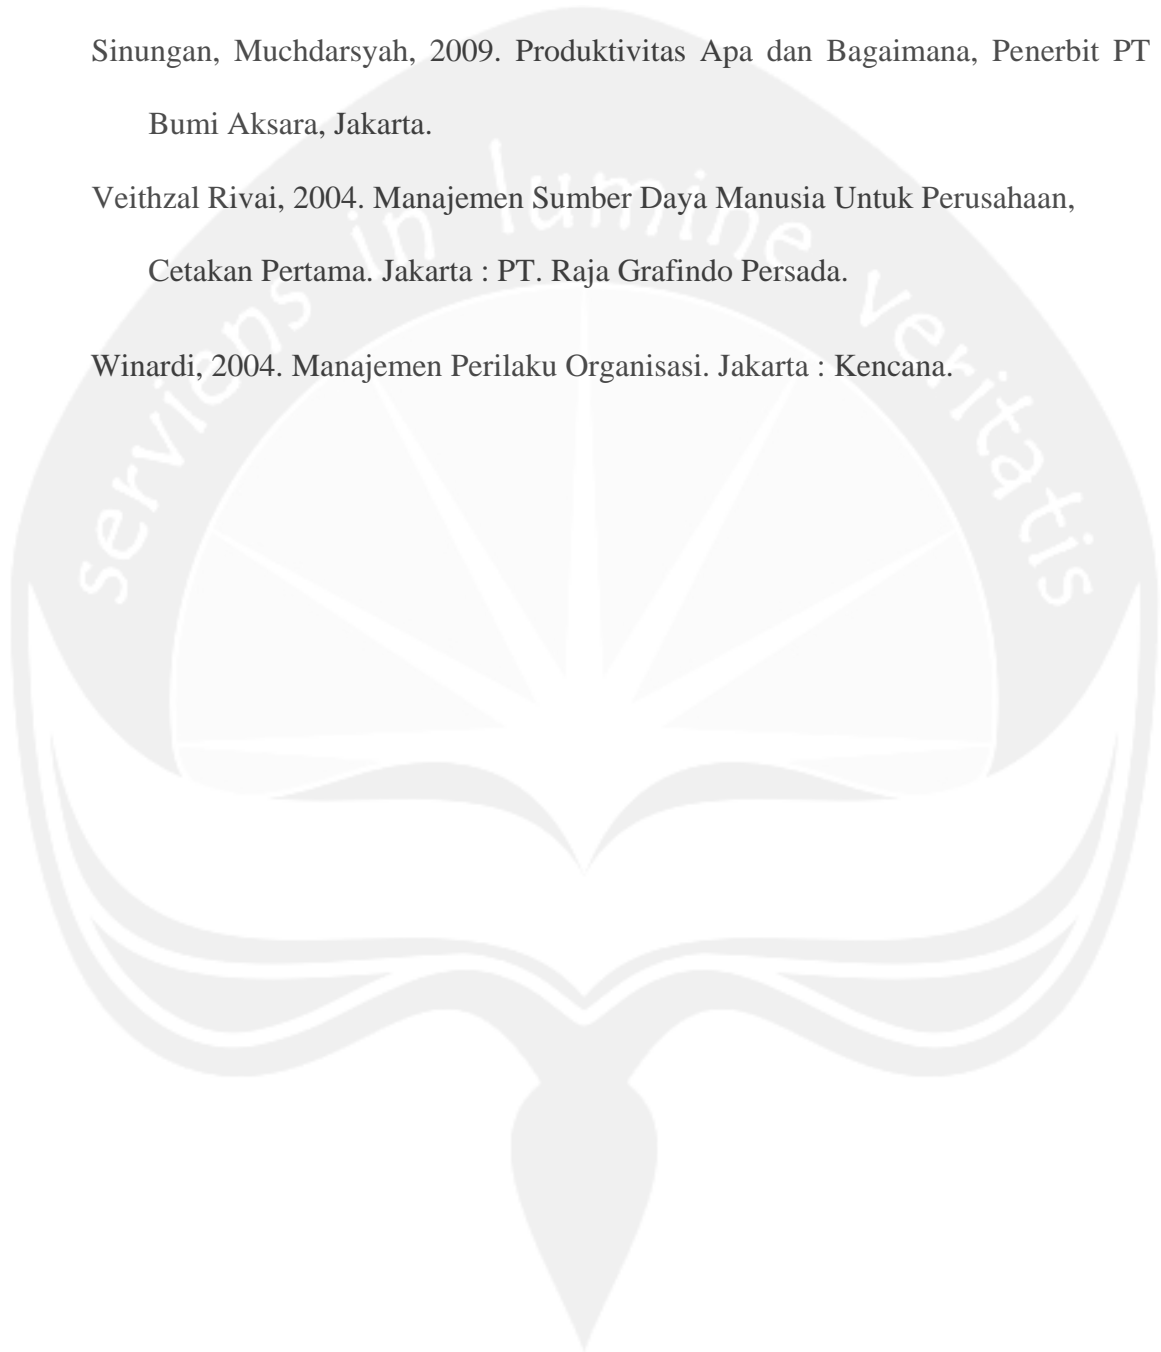 Sinungan, Muchdarsyah, 2009. Produktivitas Apa dan Bagaimana, Penerbit PT
Bumi Aksara, Jakarta.
Veithzal Rivai, 2004. Manajemen Sumber Daya Manusia Untuk Perusahaan,
Cetakan Pertama. Jakarta : PT. Raja Grafindo Persada.
Winardi, 2004. Manajemen Perilaku Organisasi. Jakarta : Kencana.
serviens in lumine veritatis